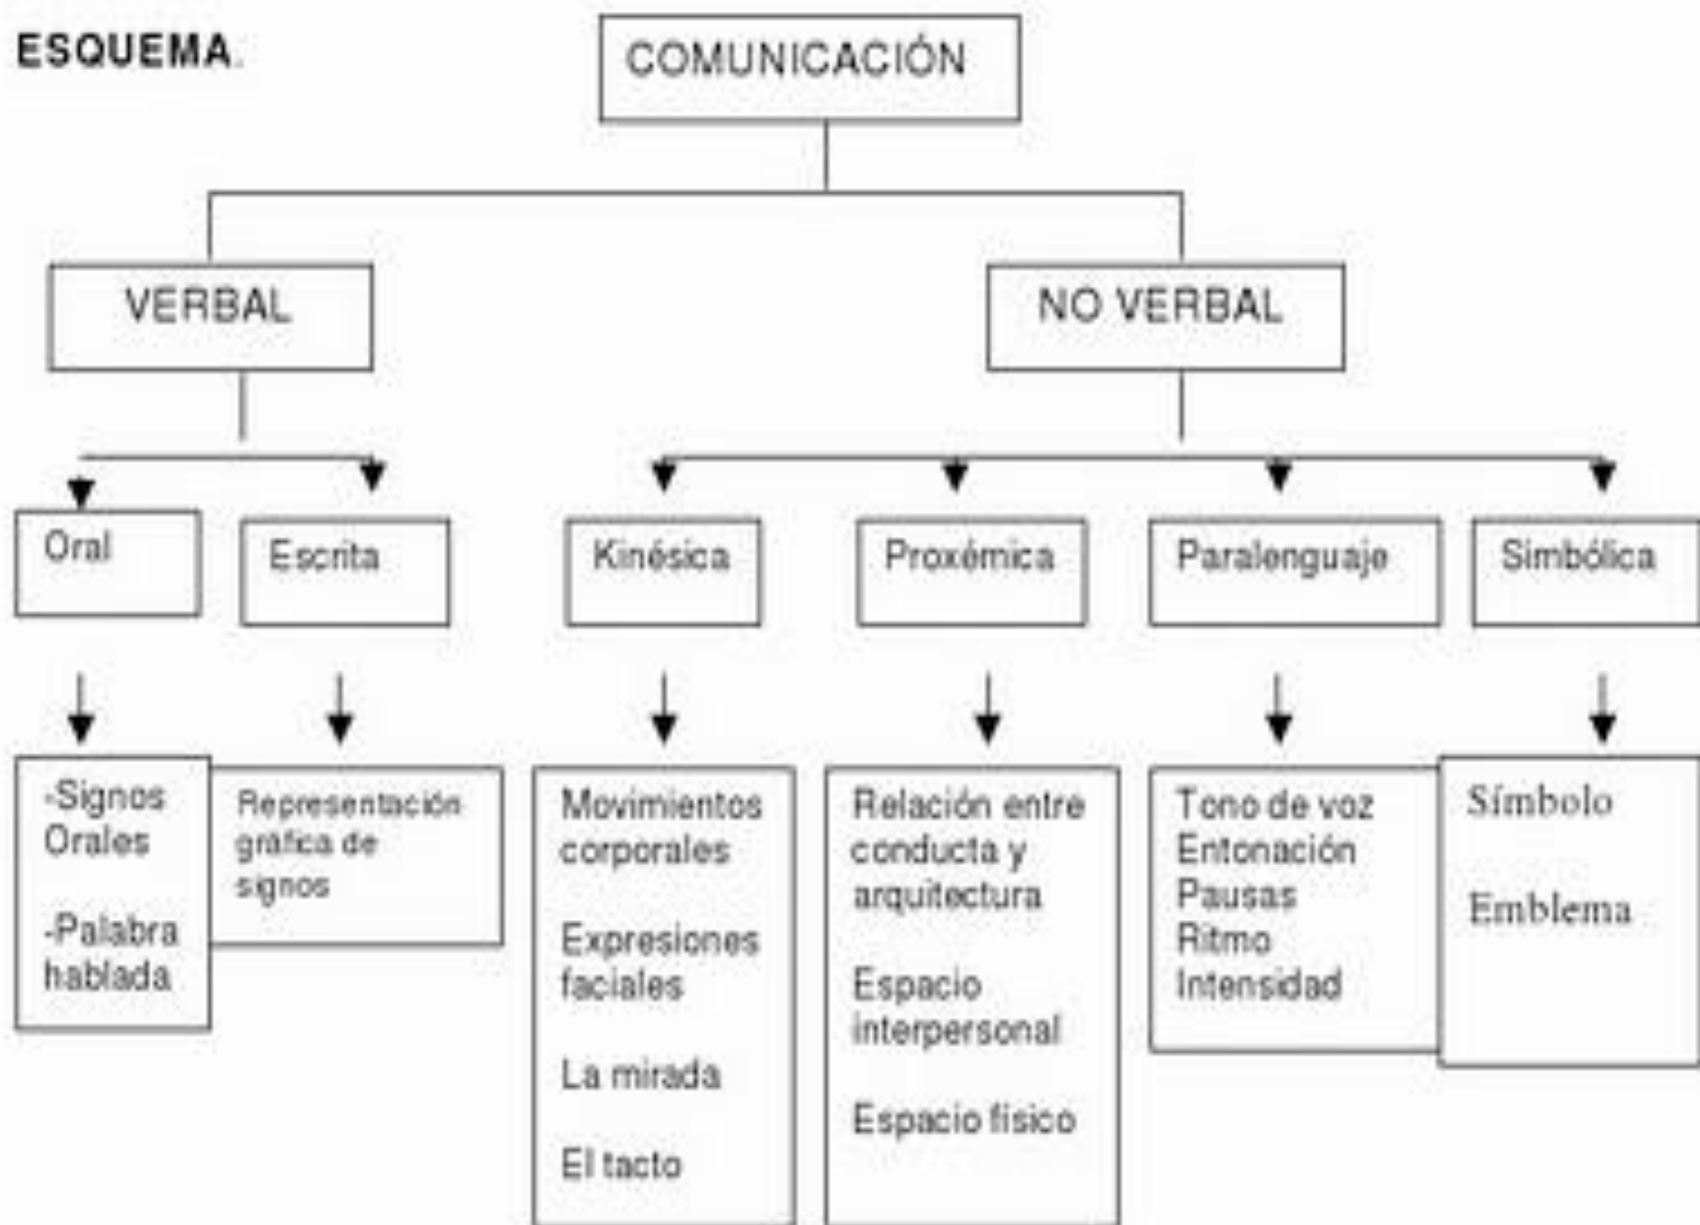 ESQUEMA.
COMUNICACIÓN
VERBAL
NO VERBAL
Oral
Escrita
Kinésica
Proxémica
Paralenguaje
Simbólica
-Signos
Orales
-Palabra
hablada
Representación
gráfica de
signos
Movimientos
corporales
Expresiones
faciales
La mirada
El tacto
Relación entre
conducta y
arquitectura
Espacio
interpersonal
Espacio físico
Tono de voz
Entonación
Pausas
Ritmo
Intensidad
Símbolo
Emblema